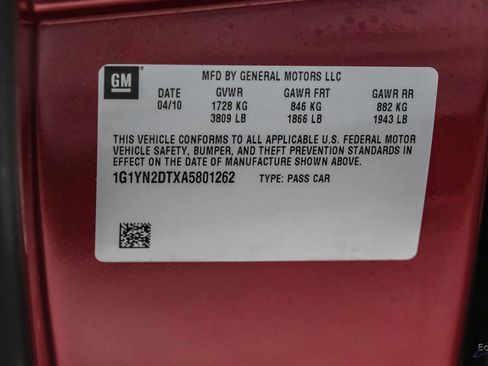 GM
MFD BY GENERAL MOTORS LLC
DATE GVWR GAWR FRT GAWR RR
04/10 1728 KG 846 KG 882 KG
3809 LB 1866 LB 1943 LB
THIS VEHICLE CONFORMS TO ALL APPLICABLE U.S. FEDERAL MOTOR
VEHICLE SAFETY, BUMPER, AND THEFT PREVENTION STANDARDS IN
EFFECT ON THE DATE OF MANUFACTURE SHOWN ABOVE.
1G1YN2DTXA5801262 TYPE: PASS CAR